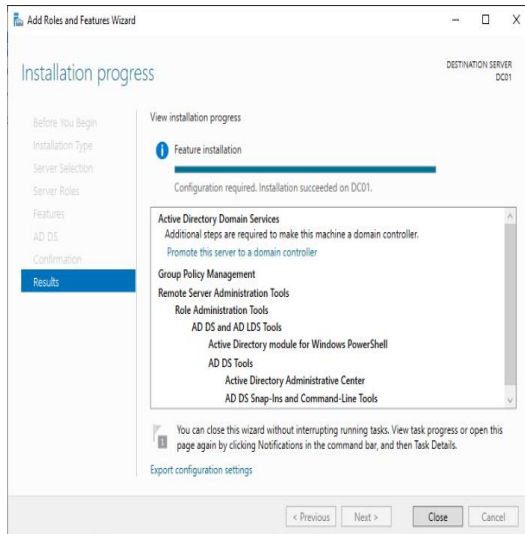 Add Roles and Features Wizard
Installation progress
DESTINATION SERVER
DC01
Before You Begin
Installation Type
Server Selection
Server Roles
Features
AD DS
Confirmation
Results
View installation progress
Feature installation
Configuration required. Installation succeeded on DC01.
Active Directory Domain Services
Additional steps are required to make this machine a domain controller.
Promote this server to a domain controller
Group Policy Management
Remote Server Administration Tools
Role Administration Tools
AD DS and AD LDS Tools
Active Directory module for Windows PowerShell
AD DS Tools
Active Directory Administrative Center
AD DS Snap-Ins and Command-Line Tools
1
You can close this wizard without interrupting running tasks. View task progress or open this
page again by clicking Notifications in the command bar, and then Task Details.
Export configuration settings
< Previous
Next >
Close
Cancel